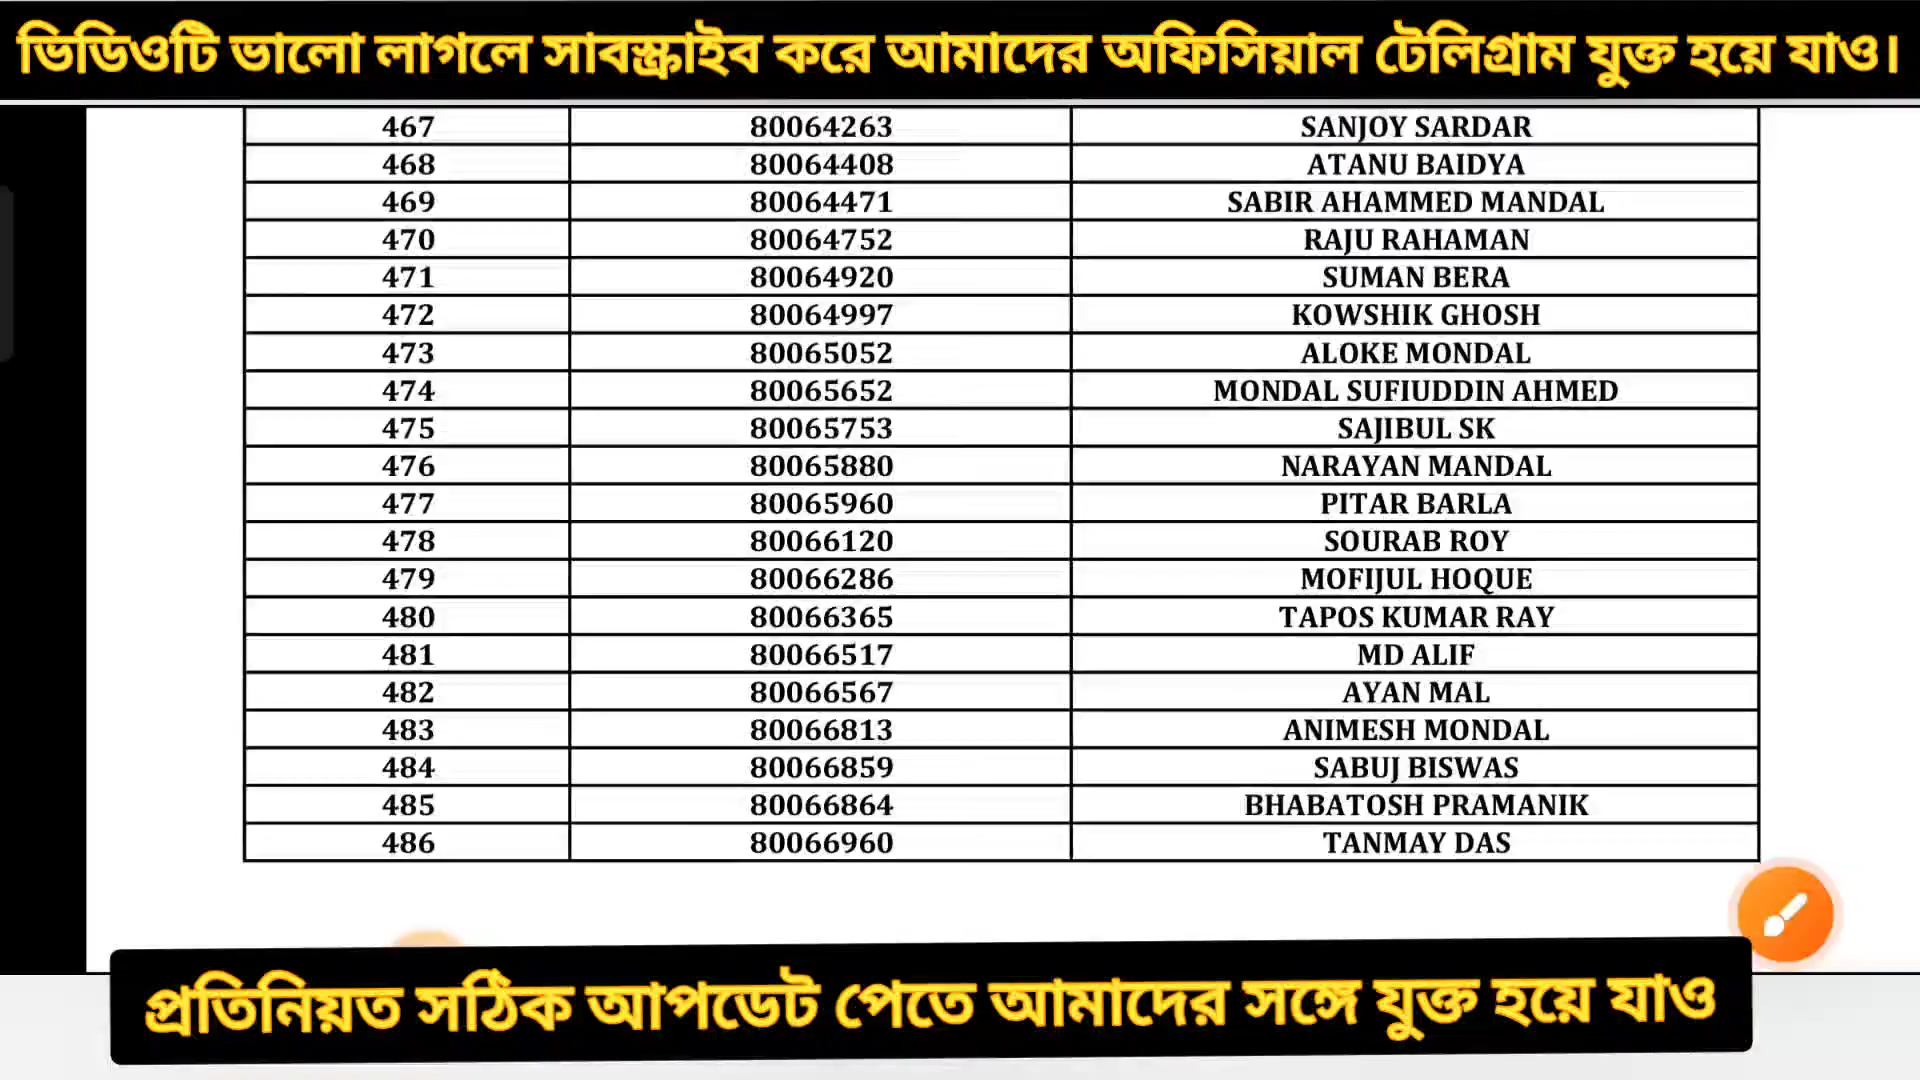 ভিডিওটি ভালো লাগলে সাবস্ক্রাইব করে আমাদের অফিসিয়াল টেলিগ্রাম যুক্ত হয়ে যাও।
467 80064263 SANJOY SARDAR
468 80064408 ATANU BAIDYA
469 80064471 SABIR AHAMMED MANDAL
470 80064752 RAJU RAHAMAN
471 80064920 SUMAN BERA
472 80064997 KOWSHIK GHOSH
473 80065052 ALOKE MONDAL
474 80065652 MONDAL SUFIUDDIN AHMED
475 80065753 SAJIBUL SK
476 80065880 NARAYAN MANDAL
477 80065960 PITAR BARLA
478 80066120 SOURAB ROY
479 80066286 MOFIJUL HOQUE
480 80066365 TAPOS KUMAR RAY
481 80066517 MD ALIF
482 80066567 AYAN MAL
483 80066813 ANIMESH MONDAL
484 80066859 SABUJ BISWAS
485 80066864 BHABATOSH PRAMANIK
486 80066960 TANMAY DAS
প্রতিনিয়ত সঠিক আপডেট পেতে আমাদের সঙ্গে যুক্ত হয়ে যাও